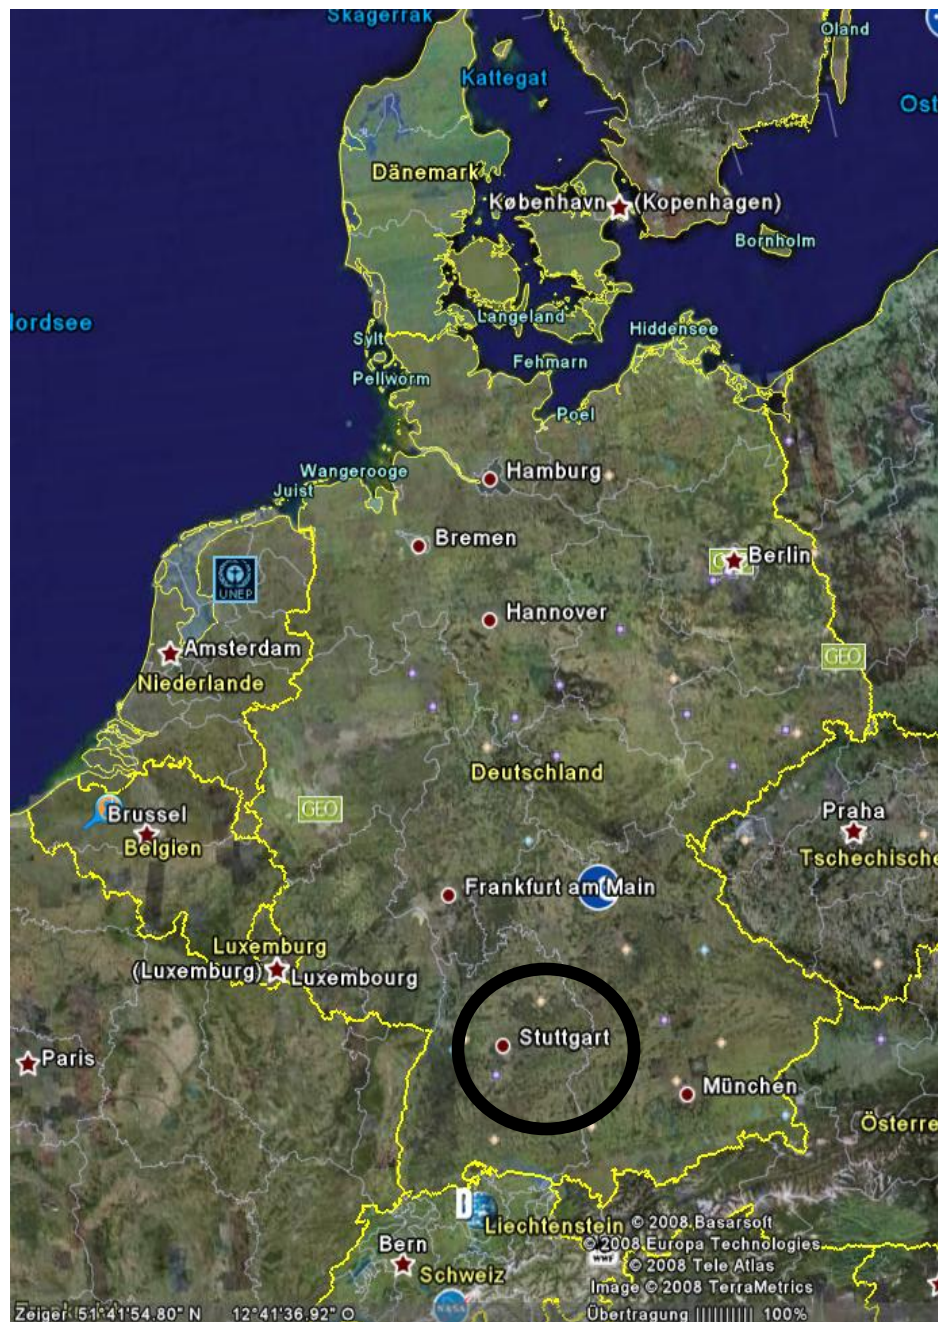 Skagerrak
Oland
Kattegat
Ost
Dänemark
København (Kopenhagen)
Bornholm
ordsee
Langeland
Hiddensee
Sylt
Fehmarn
Pellworm
Poel
Wangerooge
Hamburg
Juist
Bremen
Berlin
UNEP
Hannover
Amsterdam
GEO
Niederlande
Deutschland
GEO
Brussel
Praha
Belgien
Tschechische
Frankfurt am Main
Luxemburg
(Luxemburg) Luxembourg
Stuttgart
Paris
München
Österre
D
Liechtenstein
© 2008 Basarsoft
Bern
© 2008 Europa Technologies
WWF
© 2008 Tele Atlas
Schweiz
Image © 2008 TerraMetrics
NASA
Zeiger 51°41'54.80" N 12°41'36.92" O
Übertragung |||||||||| 100%